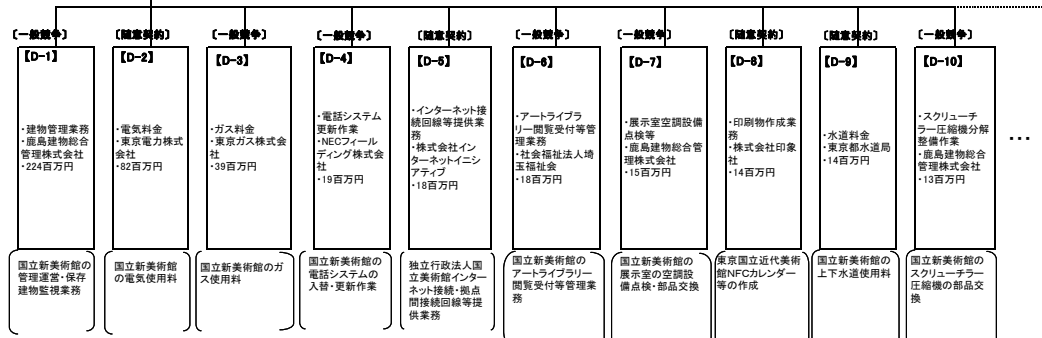 〔一般競争〕
【D-1】
・建物管理業務
・鹿島建物総合
管理株式会社
・224百万円
国立新美術館の
管理運営・保存
建物監視業務
〔随意契約〕
【D-2】
・電気料金
・東京電力株式
会社
・82百万円
国立新美術館
の電気使用料
〔一般競争〕
【D-3】
・ガス料金
・東京ガス株式会
社
・39百万円
国立新美術館のガ
ス使用料
〔一般競争〕
【D-4】
・電話システム
更新作業
・NECフィール
ディング株式会
社
・19百万円
国立新美術館の
電話システムの
入替・更新作業
〔随意契約〕
【D-5】
・インターネット接
続回線等提供業
務
・株式会社イン
ターネットイニシ
アティブ
・18百万円
独立行政法人国
立美術館インター
ネット接続・拠点
間接続回線等提
供業務
〔一般競争〕
【D-6】
・アートライブラ
リー閲覧受付等管
理業務
・社会福祉法人埼
玉福祉会
・18百万円
国立新美術館の
アートライブラリー
閲覧受付等管理業
務
〔一般競争〕
【D-7】
・展示室空調設備
点検等
・鹿島建物総合管
理株式会社
・15百万円
国立新美術館の
展示室の空調設
備点検・部品交換
〔随意契約〕
【D-8】
・印刷物作成業
務
・株式会社印象
社
・14百万円
東京国立近代美術
館NFCカレンダー
等の作成
〔随意契約〕
【D-9】
・水道料金
・東京都水道局
・14百万円
国立新美術館の
上下水道使用料
〔一般競争〕
【D-10】
・スクリューチ
ラー圧縮機分解
整備作業
・鹿島建物総合
管理株式会社
・13百万円
国立新美術館の
スクリューチラー
圧縮機の部品交
換
…